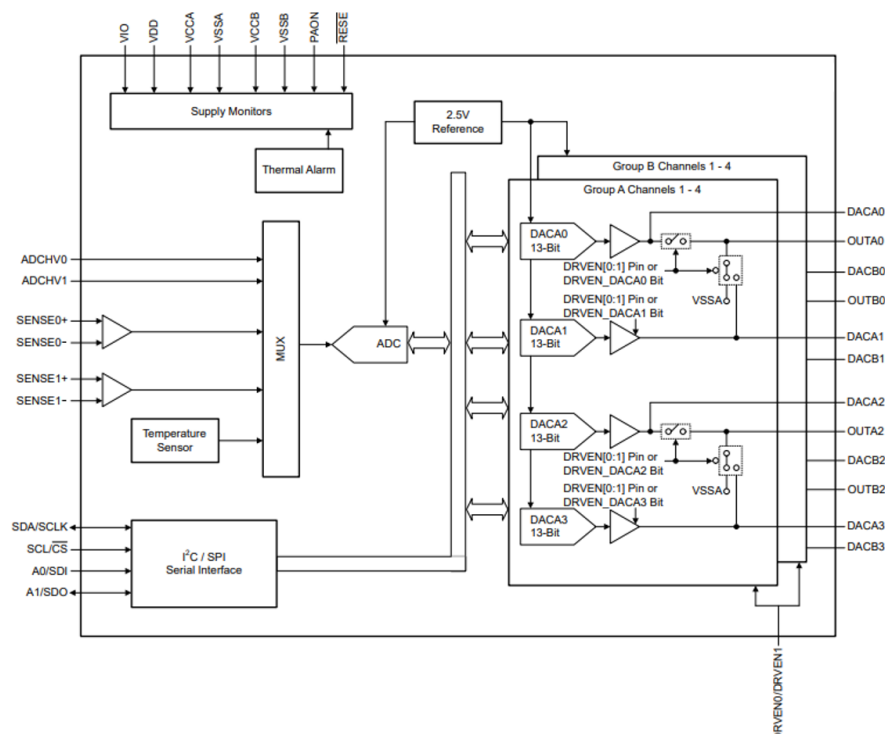 VIO
VDD
VCCA
VSSA
VCCB
VSSB
PAON
RESE
Supply Monitors
Thermal Alarm
2.5V
Reference
Group B Channels 1 - 4
Group A Channels 1 - 4
ADCHV0
ADCHV1
SENSE0+
SENSE0−
SENSE1+
SENSE1−
Temperature
Sensor
MUX
ADC
SDA/SCLK
SCL/CS
A0/SDI
A1/SDO
I²C / SPI
Serial Interface
DACA0
13-Bit
DRVEN[0:1] Pin or
DRVEN_DACA0 Bit
VSSA
DRVEN[0:1] Pin or
DRVEN_DACA1 Bit
DACA1
13-Bit
DACA2
13-Bit
DRVEN[0:1] Pin or
DRVEN_DACA2 Bit
VSSA
DRVEN[0:1] Pin or
DRVEN_DACA3 Bit
DACA3
13-Bit
DACA0
OUTA0
DACB0
OUTB0
DACA1
DACB1
DACA2
OUTA2
DACB2
OUTB2
DACA3
DACB3
DRVEN0/DRVEN1